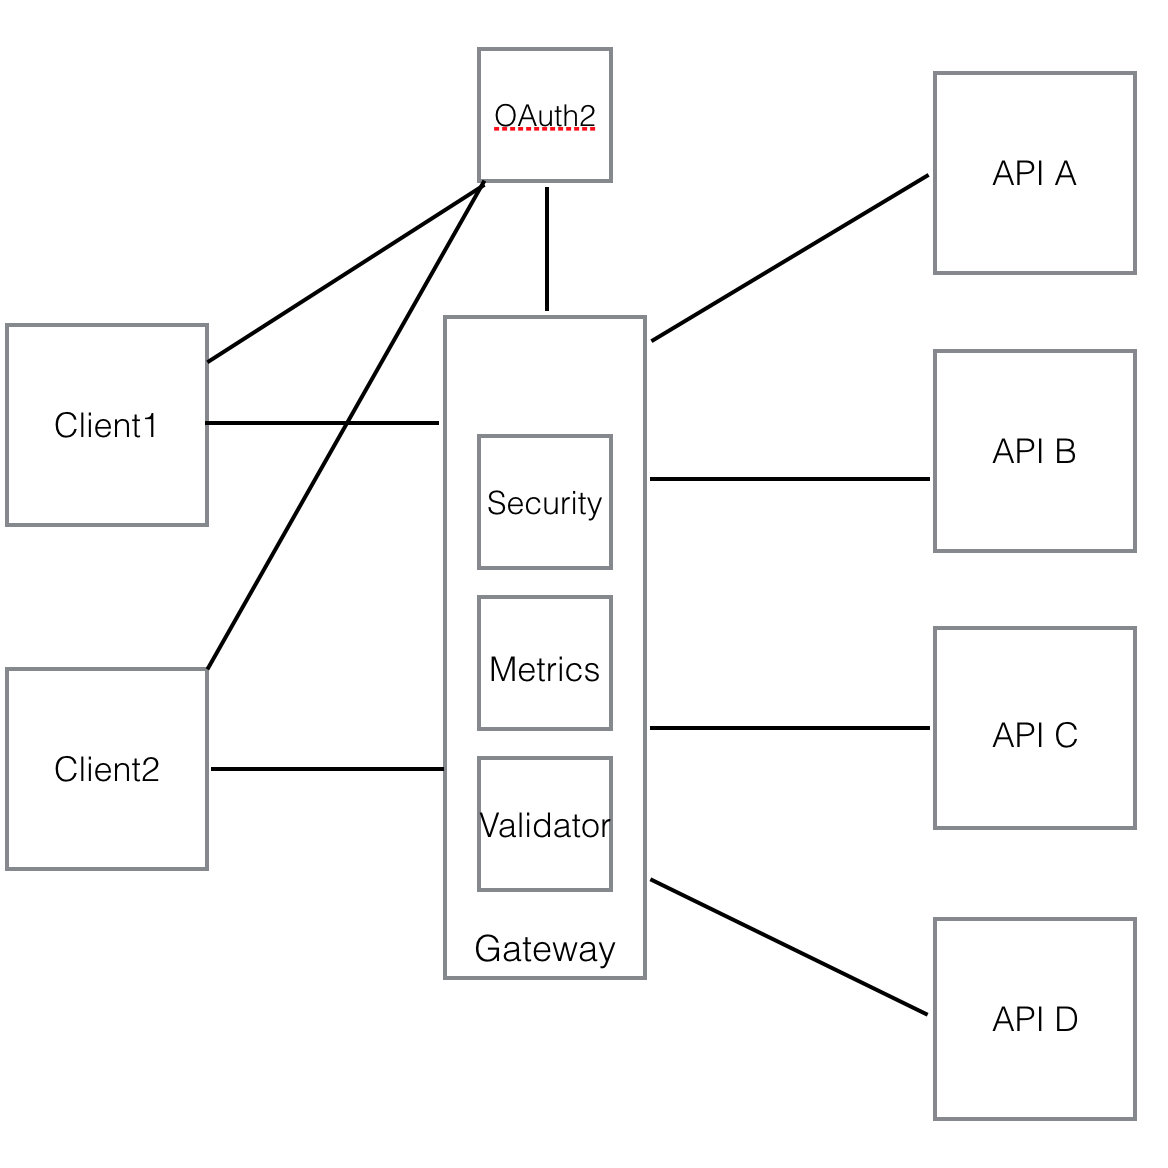 OAuth2
API A
Client1
API B
Security
Metrics
API C
Client2
Validator
Gateway
API D